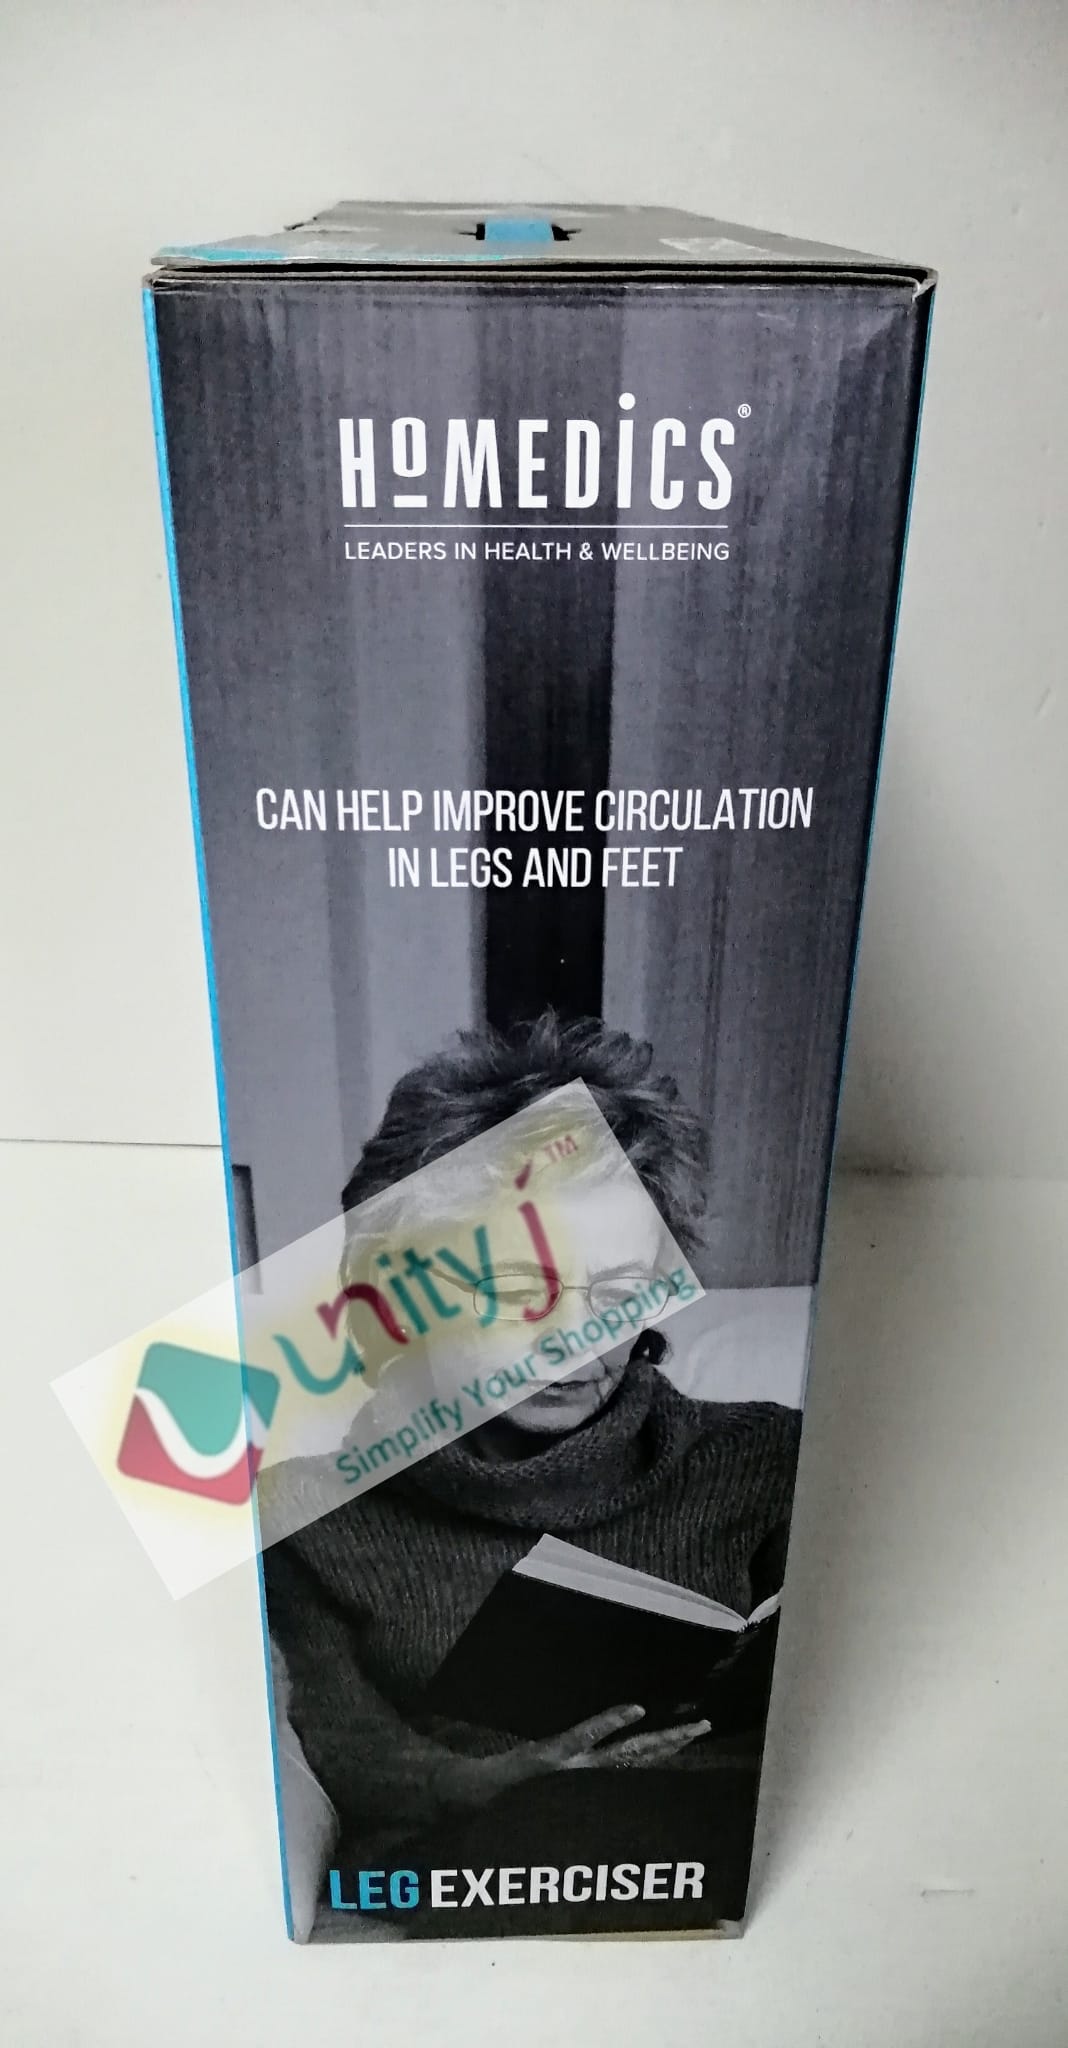 HoMEDiCS®
LEADERS IN HEALTH & WELLBEING
CAN HELP IMPROVE CIRCULATION
IN LEGS AND FEET
unityj™
Simplify Your Shopping
LEG EXERCISER